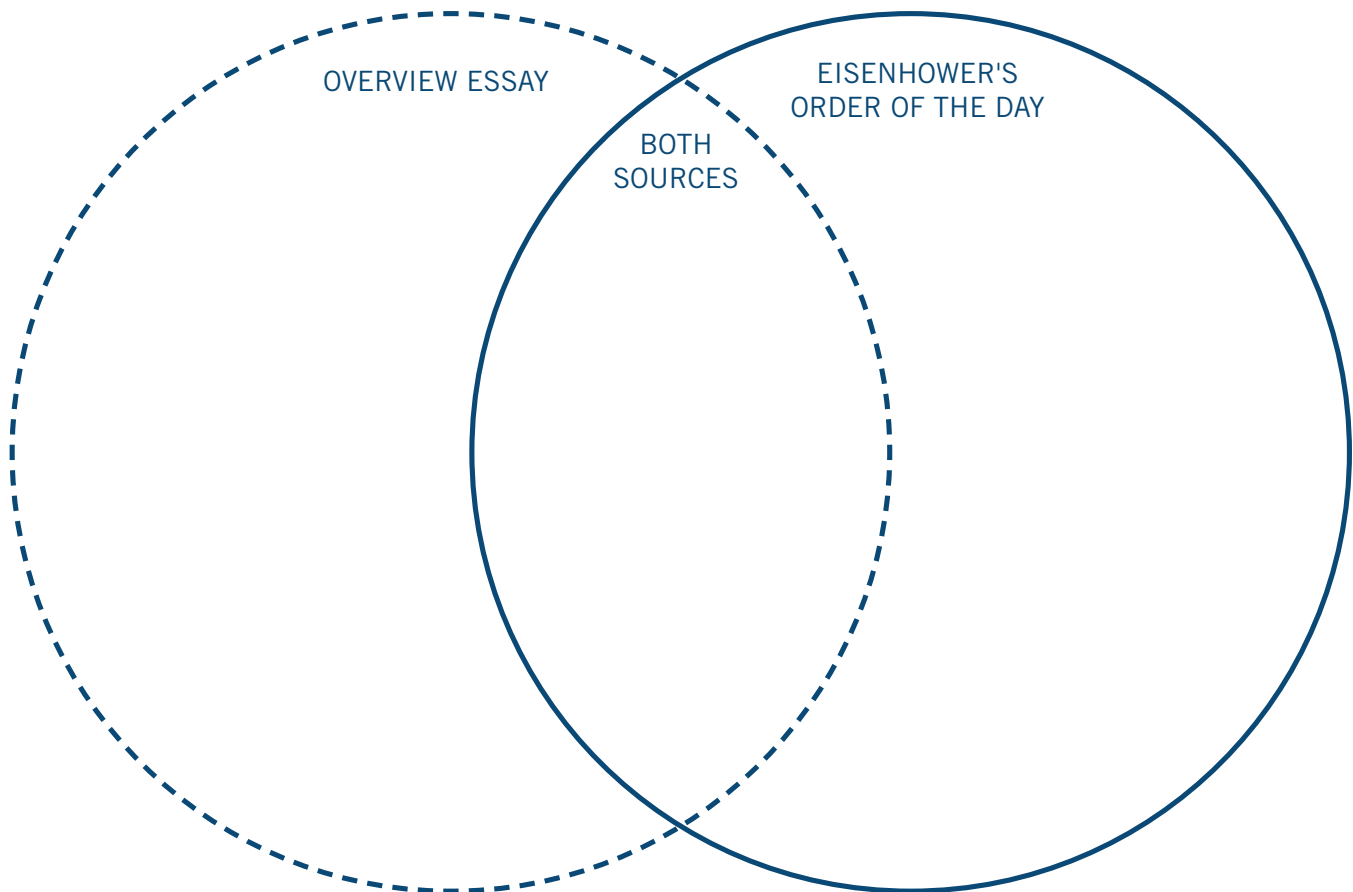 OVERVIEW ESSAY
EISENHOWER'S
ORDER OF THE DAY
BOTH
SOURCES